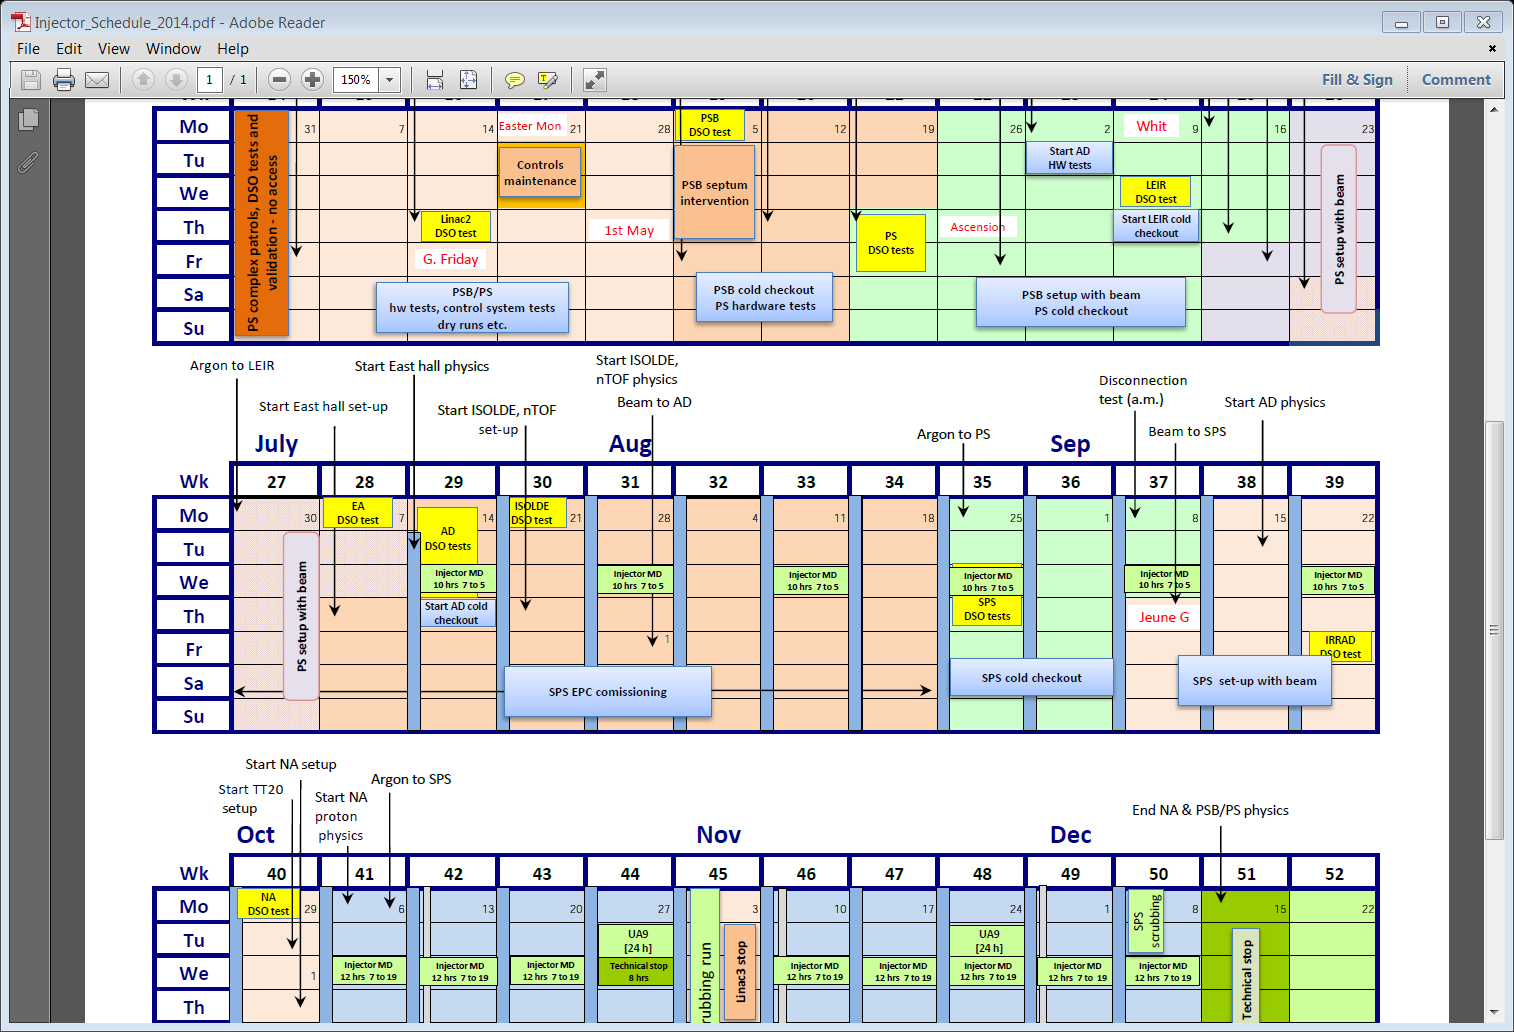 Injector_Schedule_2014.pdf - Adobe Reader
File Edit View Window Help
1 / 1 150% Fill & Sign Comment
Mo 31 7 14 Easter Mon 21 28 PSB DSO test 5 12 19 26 2 Whit 9 16 23
PS complex patrols, DSO tests and
validation - no access
Tu
Controls
maintenance
PSB septum
intervention
Start AD
HW tests
We
LEIR
DSO test
PS setup with beam
Th
Linac2
DSO test
1st May
PS
DSO tests
Ascension
Start LEIR cold
checkout
Fr
G. Friday
Sa
PSB/PS
hw tests, control system tests
dry runs etc.
PSB cold checkout
PS hardware tests
PSB setup with beam
PS cold checkout
Su
Argon to LEIR
Start East hall physics
Start ISOLDE,
nTOF physics
Start East hall set-up
Start ISOLDE, nTOF
set-up
Beam to AD
Argon to PS
Disconnection
test (a.m.)
Beam to SPS
Start AD physics
July Aug Sep
Wk 27 28 29 30 31 32 33 34 35 36 37 38 39
Mo 30 7 14 21 28 4 11 18 25 1 8 15 22
EA
DSO test
AD
DSO tests
ISOLDE
DSO test
Tu
PS setup with beam
We
Injector MD
10 hrs 7 to 5
Injector MD
10 hrs 7 to 5
Injector MD
10 hrs 7 to 5
Injector MD
10 hrs 7 to 5
Injector MD
10 hrs 7 to 5
Injector MD
10 hrs 7 to 5
Th
Start AD cold
checkout
SPS
DSO tests
Jeune G
Fr 1
IRRAD
DSO test
Sa
SPS EPC comissioning
SPS cold checkout
SPS set-up with beam
Su
Start NA setup
Start TT20
setup
Start NA
proton
physics
Argon to SPS
End NA & PSB/PS physics
Oct Nov Dec
Wk 40 41 42 43 44 45 46 47 48 49 50 51 52
Mo 29 6 13 20 27 3 10 17 24 1 8 15 22
NA
DSO test
SPS
scrubbing
Tu
UA9
[24 h]
UA9
[24 h]
rubbing run
Linac3 stop
Technical stop
We 1
Injector MD
12 hrs 7 to 19
Injector MD
12 hrs 7 to 19
Injector MD
12 hrs 7 to 19
Technical stop
8 hrs
Injector MD
12 hrs 7 to 19
Injector MD
12 hrs 7 to 19
Injector MD
12 hrs 7 to 19
Injector MD
12 hrs 7 to 19
Injector MD
12 hrs 7 to 19
Th